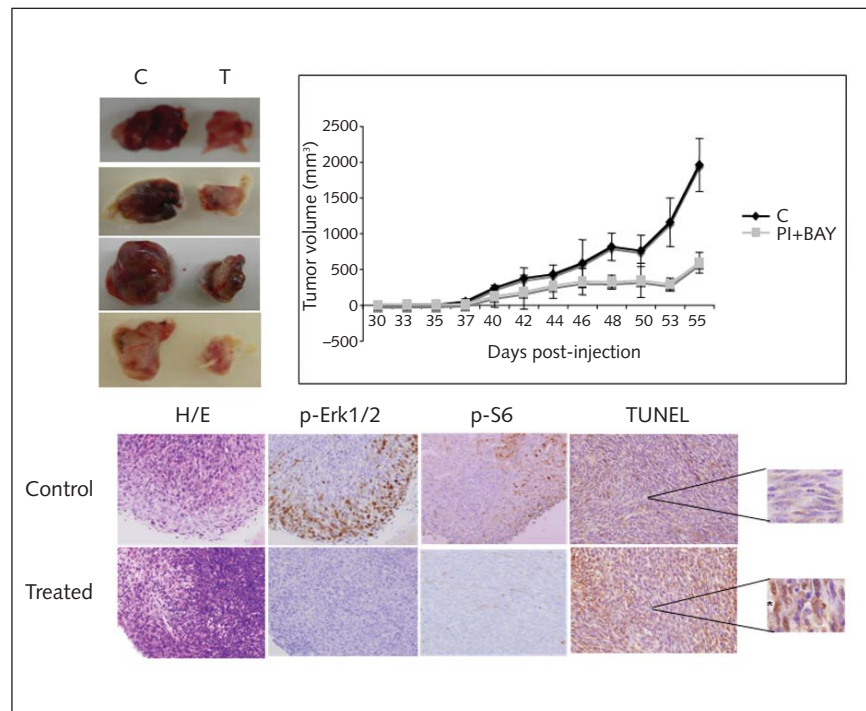 C T
2500
2000
1500
1000
500
0
−500
Tumor volume (mm³)
30 33 35 37 40 42 44 46 48 50 53 55
Days post-injection
C
PI+BAY
H/E p-Erk1/2 p-S6 TUNEL
Control
Treated
*